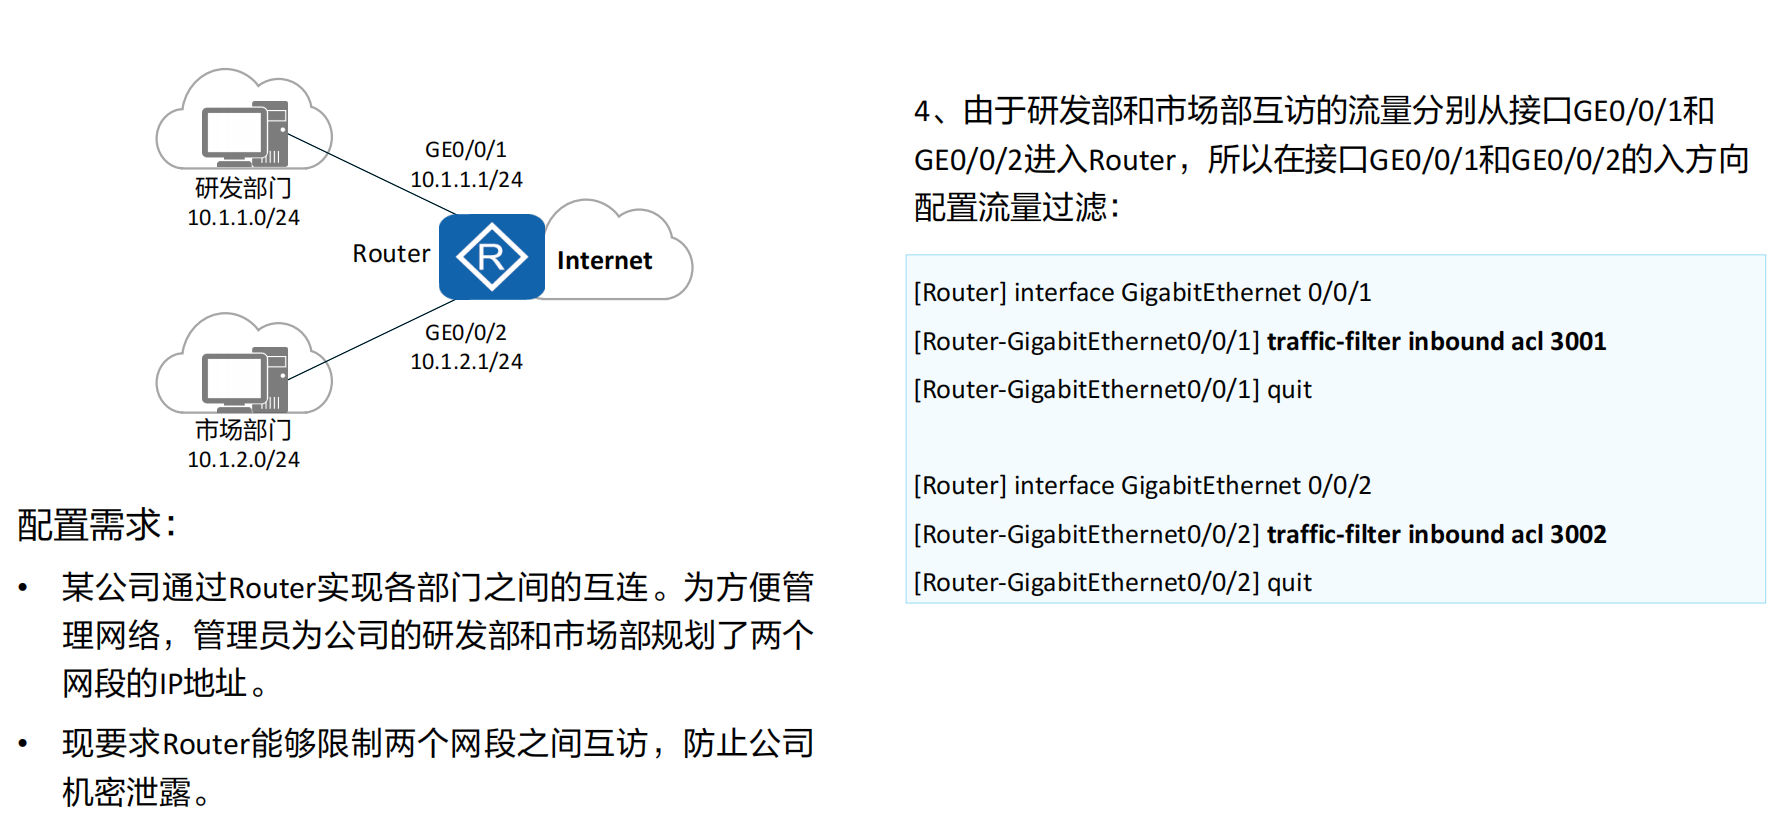 GE0/0/1
10.1.1.1/24
研发部门
10.1.1.0/24
Router
R
Internet
GE0/0/2
10.1.2.1/24
市场部门
10.1.2.0/24
配置需求：
• 某公司通过Router实现各部门之间的互连。为方便管
理网络，管理员为公司的研发部和市场部规划了两个
网段的IP地址。
• 现要求Router能够限制两个网段之间互访，防止公司
机密泄露。
4、由于研发部和市场部互访的流量分别从接口GE0/0/1和
GE0/0/2进入Router，所以在接口GE0/0/1和GE0/0/2的入方向
配置流量过滤：
[Router] interface GigabitEthernet 0/0/1
[Router-GigabitEthernet0/0/1] traffic-filter inbound acl 3001
[Router-GigabitEthernet0/0/1] quit
[Router] interface GigabitEthernet 0/0/2
[Router-GigabitEthernet0/0/2] traffic-filter inbound acl 3002
[Router-GigabitEthernet0/0/2] quit